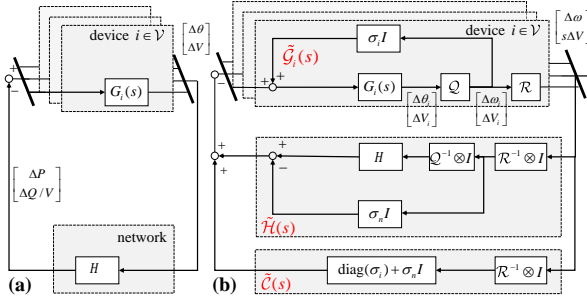 device i∈𝒱
[Δθ
ΔV]
G_i(s)
[ΔP
ΔQ/V]
network
H
(a)
device i∈𝒱
[Δω
sΔV]
σ_i I
G̃_i(s)
+ +
−
G_i(s)
𝒬
ℛ
[Δθ_i
ΔV_i]
[Δω_i
ΔV_i]
+
+
+
−
H
𝒬⁻¹⊗I
ℛ⁻¹⊗I
σ_n I
H̃(s)
diag(σ_i)+σ_n I
ℛ⁻¹⊗I
(b)
C̃(s)